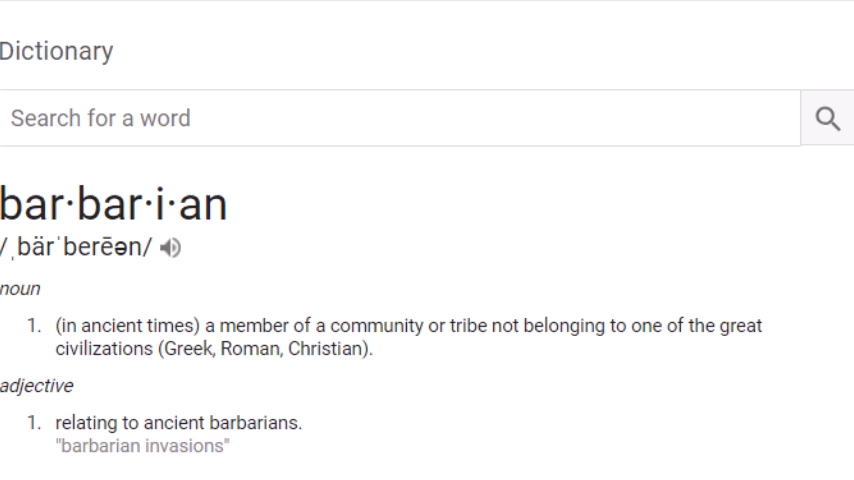 Dictionary
Search for a word
bar·bar·i·an
/ˌbärˈberēən/
noun
1. (in ancient times) a member of a community or tribe not belonging to one of the great
civilizations (Greek, Roman, Christian).
adjective
1. relating to ancient barbarians.
"barbarian invasions"